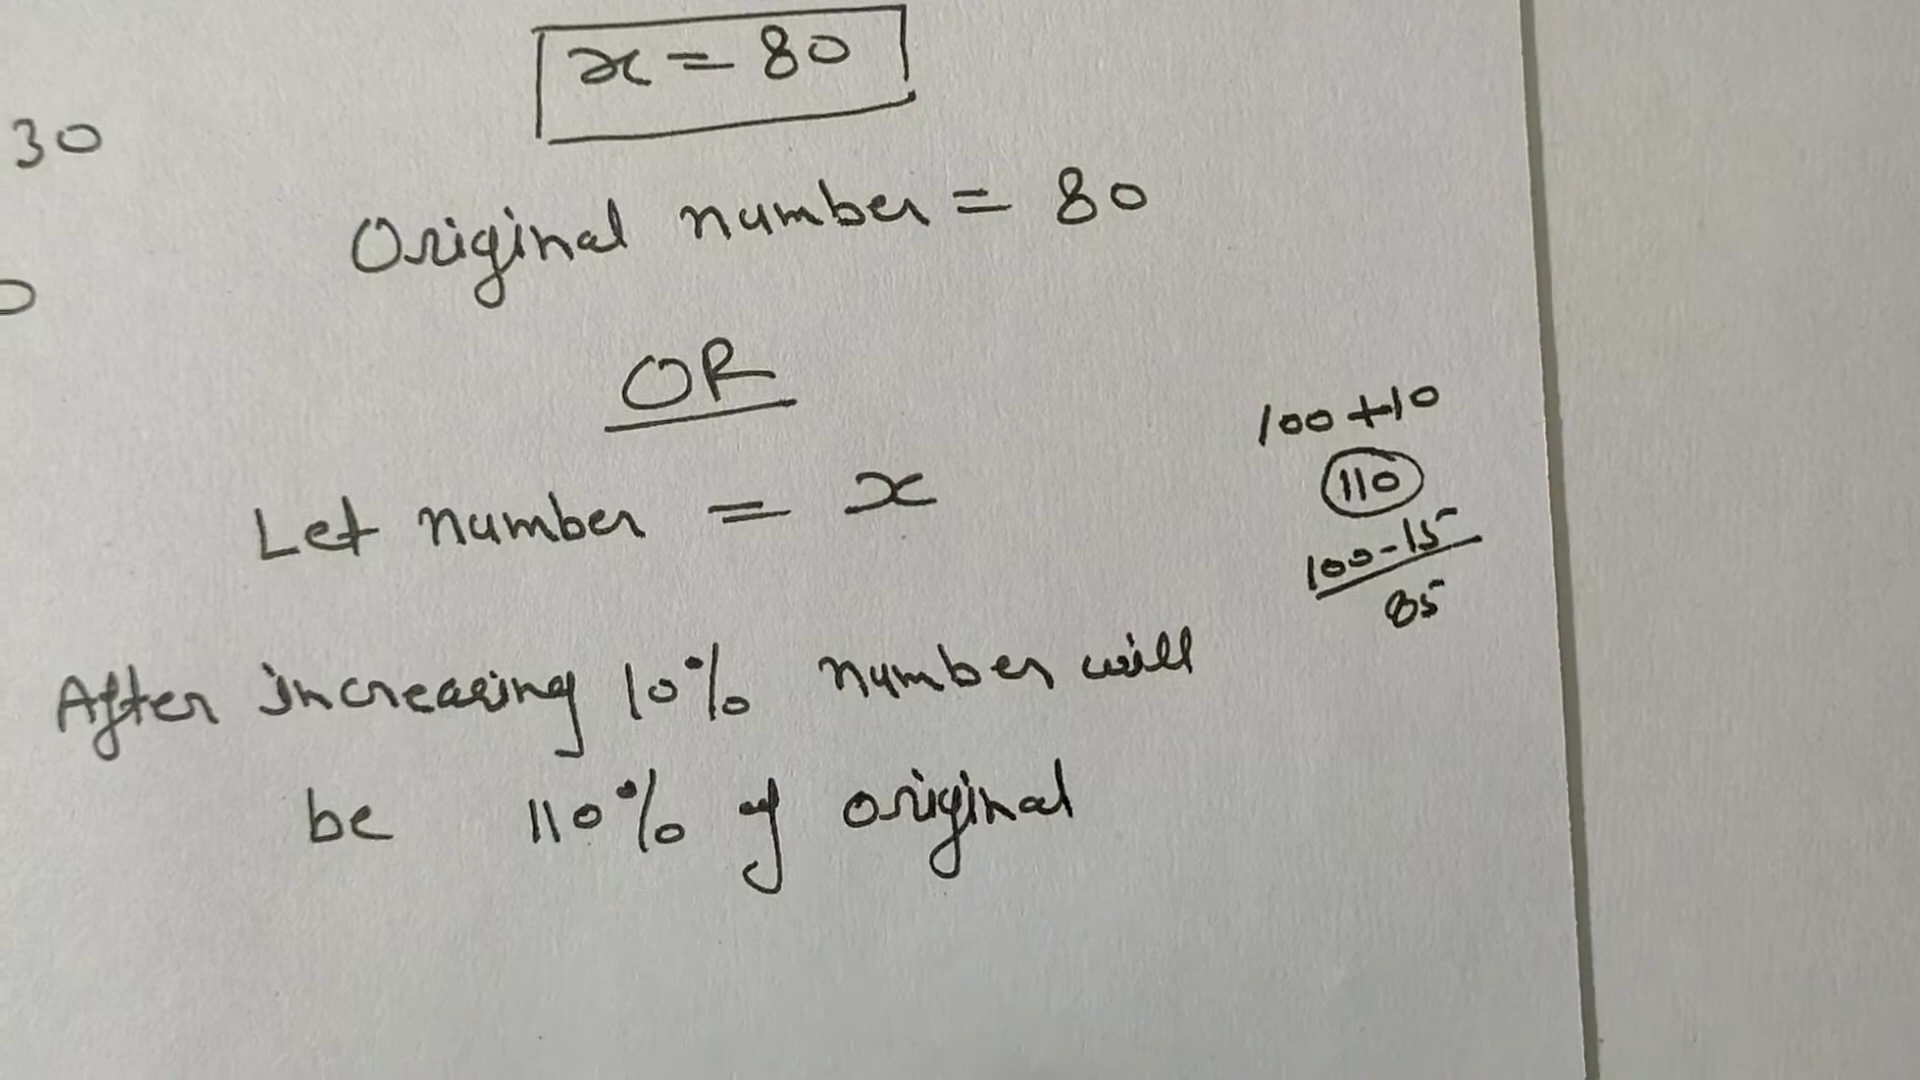 x = 80
30
Original number = 80
OR
Let number = x
100+10
110
100-15
85
After increasing 10% number will
be 110% of original